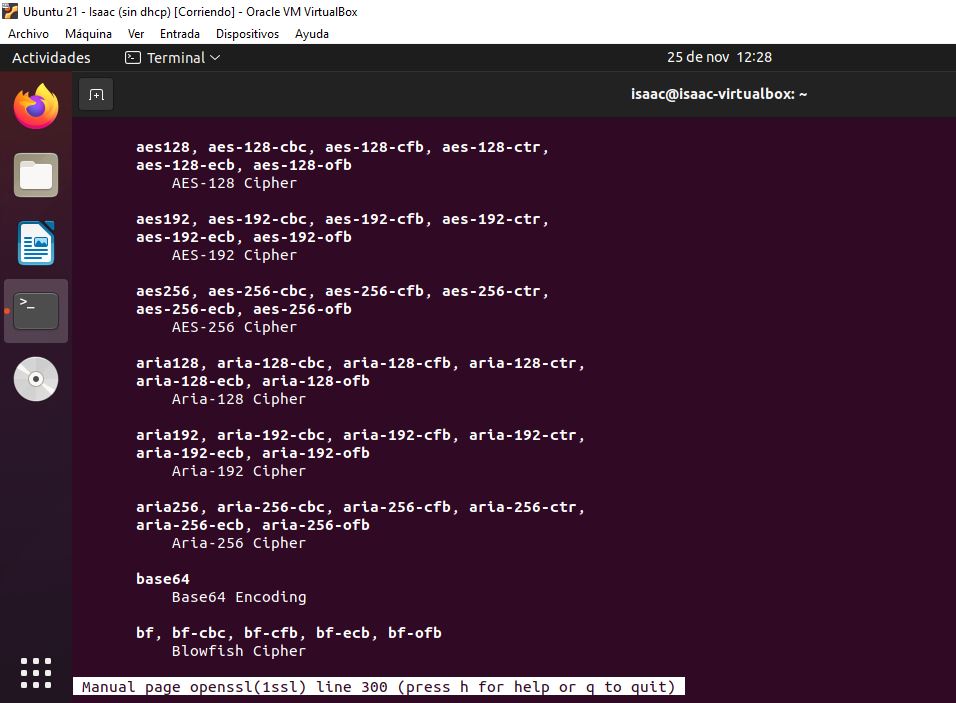 Ubuntu 21 - Isaac (sin dhcp) [Corriendo] - Oracle VM VirtualBox
Archivo Máquina Ver Entrada Dispositivos Ayuda
Actividades Terminal 25 de nov 12:28
isaac@isaac-virtualbox: ~
aes128, aes-128-cbc, aes-128-cfb, aes-128-ctr,
aes-128-ecb, aes-128-ofb
AES-128 Cipher
aes192, aes-192-cbc, aes-192-cfb, aes-192-ctr,
aes-192-ecb, aes-192-ofb
AES-192 Cipher
aes256, aes-256-cbc, aes-256-cfb, aes-256-ctr,
aes-256-ecb, aes-256-ofb
AES-256 Cipher
aria128, aria-128-cbc, aria-128-cfb, aria-128-ctr,
aria-128-ecb, aria-128-ofb
Aria-128 Cipher
aria192, aria-192-cbc, aria-192-cfb, aria-192-ctr,
aria-192-ecb, aria-192-ofb
Aria-192 Cipher
aria256, aria-256-cbc, aria-256-cfb, aria-256-ctr,
aria-256-ecb, aria-256-ofb
Aria-256 Cipher
base64
Base64 Encoding
bf, bf-cbc, bf-cfb, bf-ecb, bf-ofb
Blowfish Cipher
Manual page openssl(1ssl) line 300 (press h for help or q to quit)